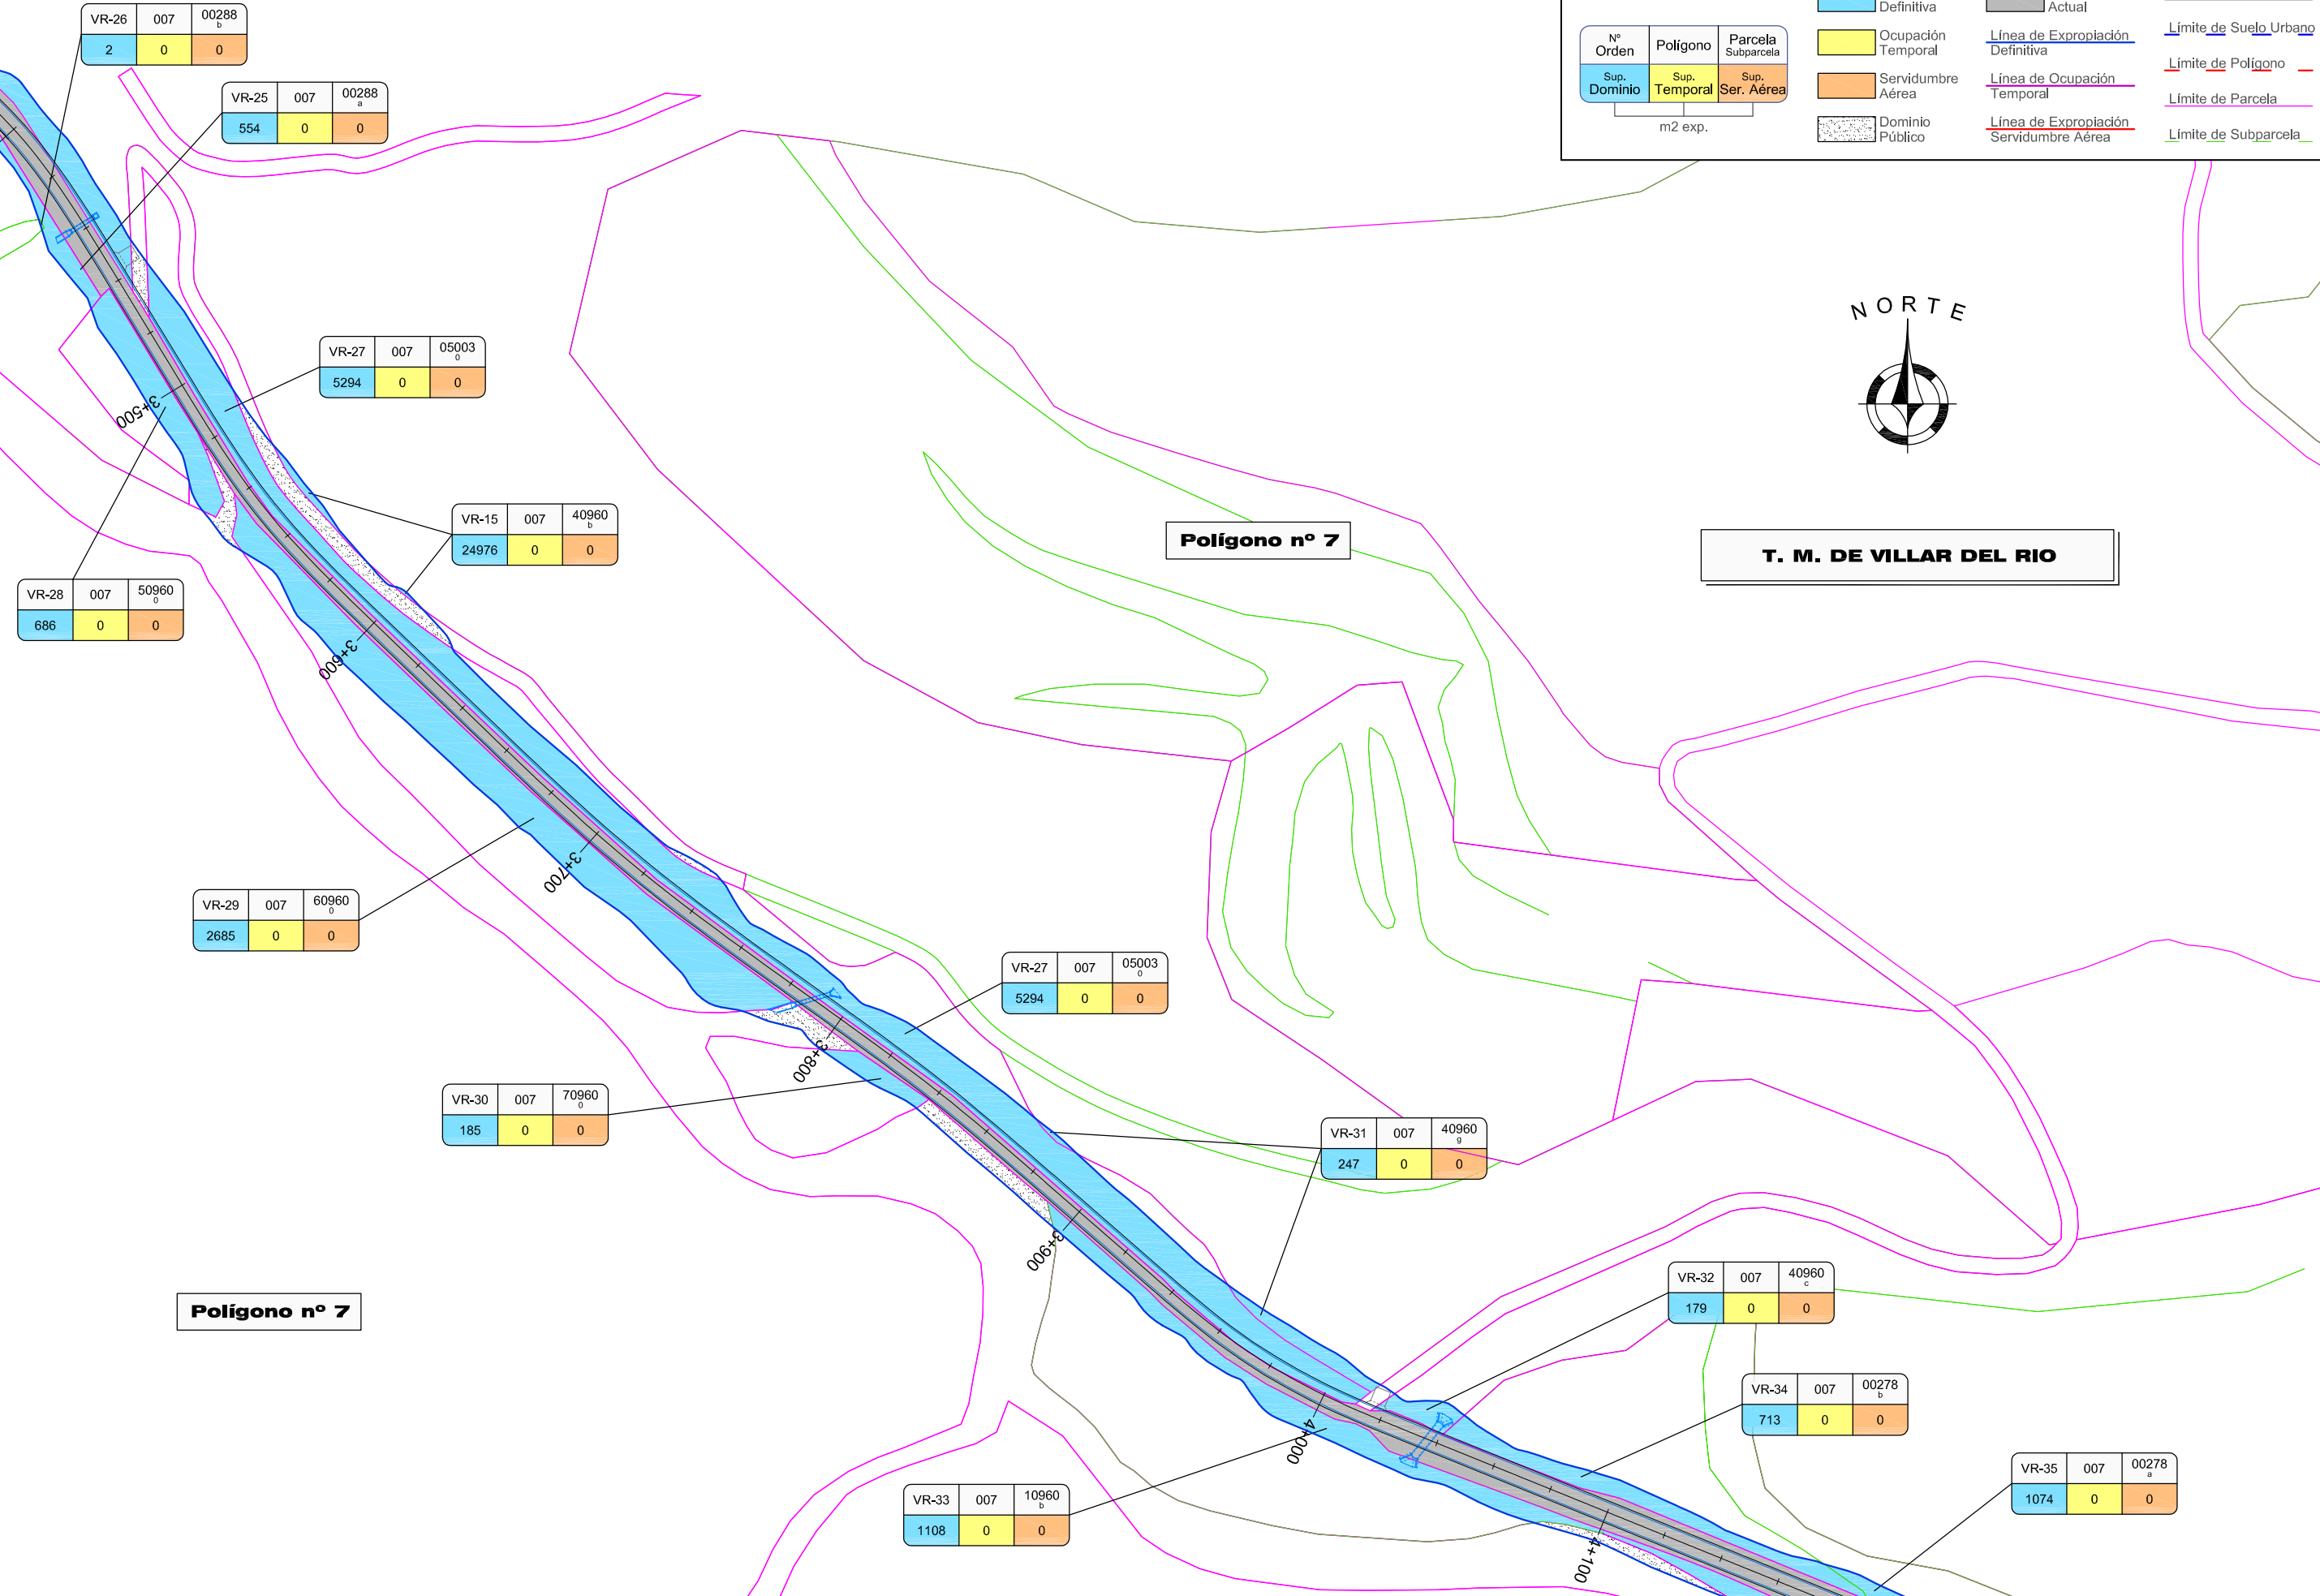 VR-26 007 00288 b
2 0 0
VR-25 007 00288 a
554 0 0
Nº Orden Polígono Parcela Subparcela
Sup. Dominio Sup. Temporal Sup. Ser. Aérea
m2 exp.
Definitiva
Ocupación Temporal
Servidumbre Aérea
Dominio Público
Actual
Línea de Expropiación Definitiva
Línea de Ocupación Temporal
Línea de Expropiación Servidumbre Aérea
Límite de Suelo Urbano
Límite de Polígono
Límite de Parcela
Límite de Subparcela
NORTE
VR-27 007 05003 0
5294 0 0
3+500
VR-15 007 40960 b
24976 0 0
Polígono nº 7
T. M. DE VILLAR DEL RIO
VR-28 007 50960 0
686 0 0
3+600
3+700
VR-29 007 60960 0
2685 0 0
VR-27 007 05003 0
5294 0 0
3+800
VR-30 007 70960 0
185 0 0
VR-31 007 40960 g
247 0 0
3+900
VR-32 007 40960 c
179 0 0
Polígono nº 7
VR-34 007 00278 b
713 0 0
4+000
VR-35 007 00278 a
1074 0 0
VR-33 007 10960 b
1108 0 0
4+100